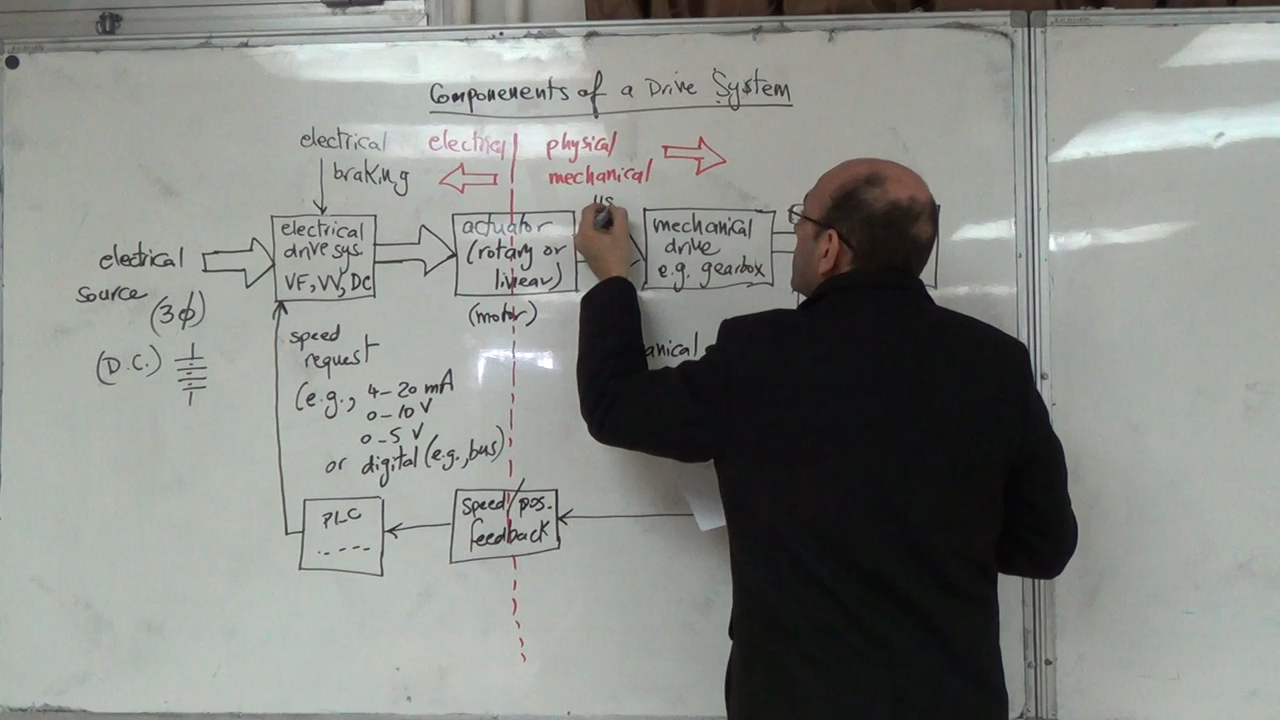 Componenents of a Drive System
electrical
braking
electrical
physical
mechanical
electrical
source
(3φ)
(D.C.)
electrical
drive sys.
VF, VV, DC
actuator
(rotary or
linear)
(motor)
mechanical
drive
e.g. gearbox
speed
request
(e.g., 4-20 mA
0-10 V
0-5 V
or digital (e.g., bus)
PLC
speed/pos.
feedback